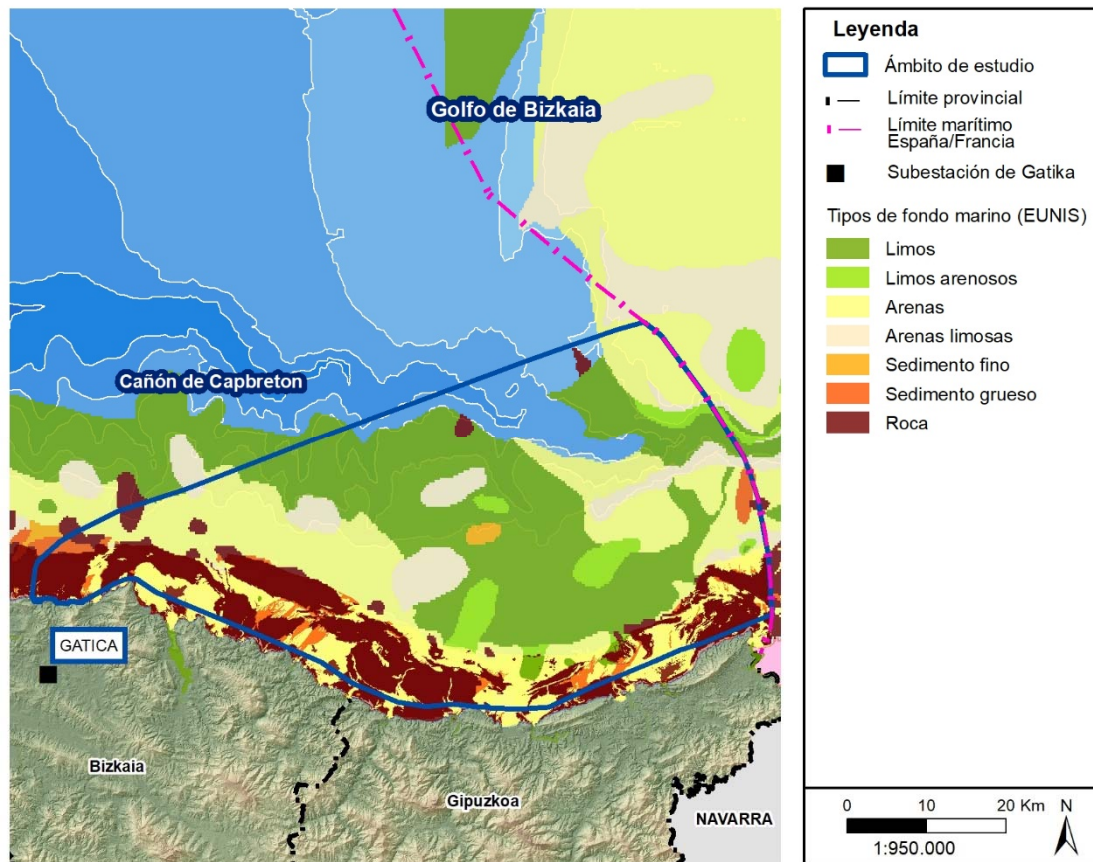 Golfo de Bizkaia
Cañón de Capbreton
GATICA
Bizkaia
Gipuzkoa
NAVARRA
Leyenda
Ámbito de estudio
Límite provincial
Límite marítimo
España/Francia
Subestación de Gatika
Tipos de fondo marino (EUNIS)
Limos
Limos arenosos
Arenas
Arenas limosas
Sedimento fino
Sedimento grueso
Roca
0 10 20 Km N
1:950.000